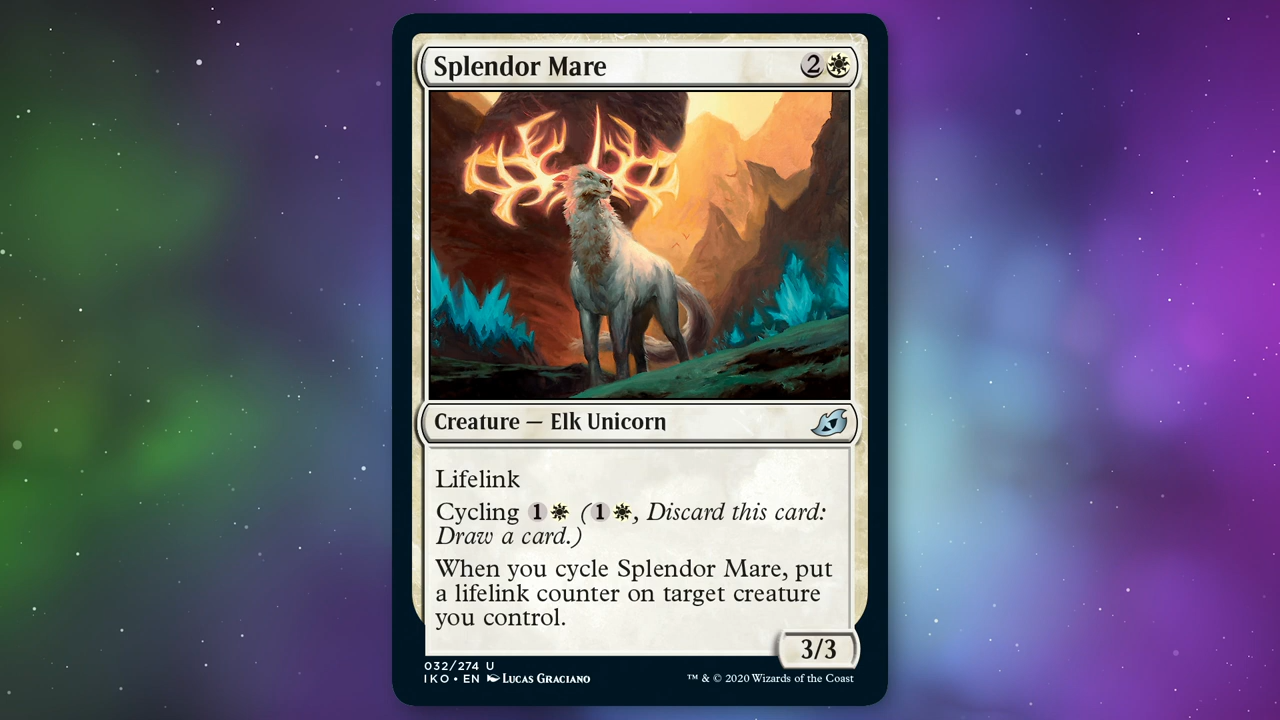 Splendor Mare 2
Creature — Elk Unicorn
Lifelink
Cycling 1 (1 , Discard this card:
Draw a card.)
When you cycle Splendor Mare, put
a lifelink counter on target creature
you control.
3/3
032/274 U
IKO • EN Lucas Graciano ™ & © 2020 Wizards of the Coast